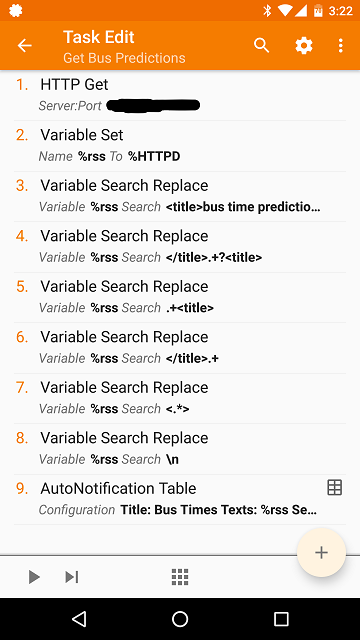 3:22
Task Edit
Get Bus Predictions
1. HTTP Get
Server:Port
2. Variable Set
Name %rss To %HTTPD
3. Variable Search Replace
Variable %rss Search <title>bus time predictio...
4. Variable Search Replace
Variable %rss Search </title>.+?<title>
5. Variable Search Replace
Variable %rss Search .+<title>
6. Variable Search Replace
Variable %rss Search </title>.+
7. Variable Search Replace
Variable %rss Search <.*>
8. Variable Search Replace
Variable %rss Search \n
9. AutoNotification Table
Configuration Title: Bus Times Texts: %rss Se...